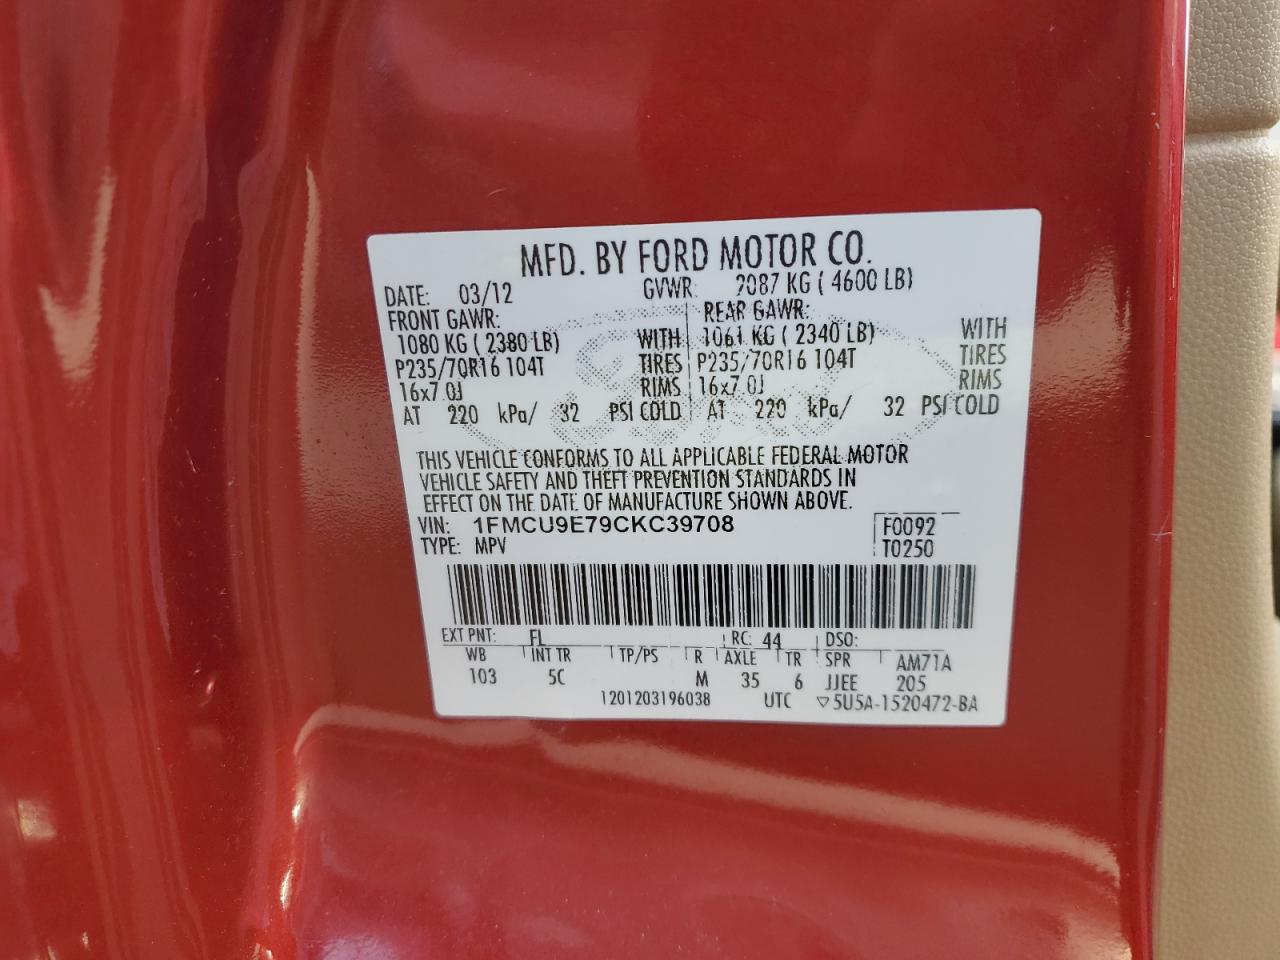 MFD. BY FORD MOTOR CO.
DATE: 03/12 GVWR: 2087 KG ( 4600 LB)
FRONT GAWR: REAR GAWR:
1080 KG ( 2380 LB) WITH 1061 KG ( 2340 LB) WITH
P235/70R16 104T TIRES P235/70R16 104T TIRES
16x7.0J RIMS 16x7.0J RIMS
AT 220 kPa/ 32 PSI COLD AT 220 kPa/ 32 PSI COLD
THIS VEHICLE CONFORMS TO ALL APPLICABLE FEDERAL MOTOR
VEHICLE SAFETY AND THEFT PREVENTION STANDARDS IN
EFFECT ON THE DATE OF MANUFACTURE SHOWN ABOVE.
VIN: 1FMCU9E79CKC39708 F0092
TYPE: MPV T0250
EXT PNT: FL RC: 44 DSO:
WB INT TR TP/PS R AXLE TR SPR AM71A
103 5C M 35 6 JJEE 205
1201203196038 UTC ▽5U5A-1520472-BA